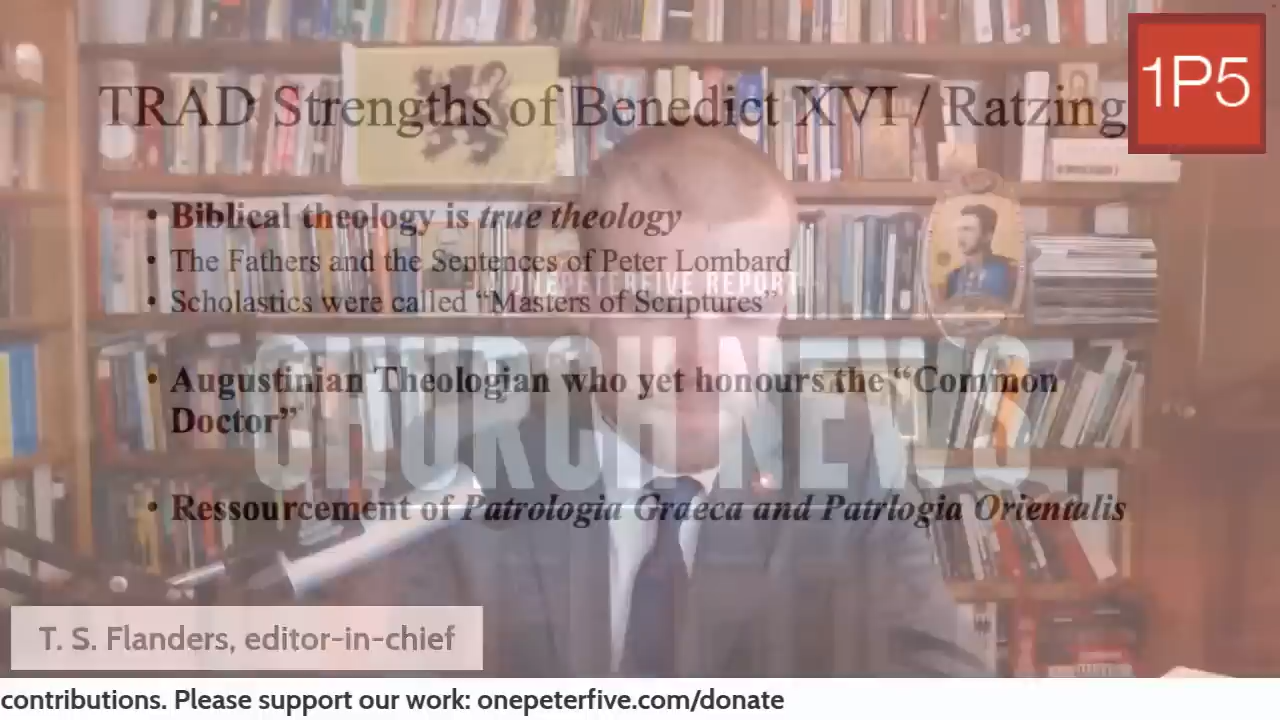 1P5
TRAD Strengths of Benedict XVI / Ratzing
• Biblical theology is true theology
• The Fathers and the Sentences of Peter Lombard
ONEPETERFIVE REPORT
• Scholastics were called “Masters of Scriptures”
CHURCH NEWS
• Augustinian Theologian who yet honours the “Common
Doctor”
• Ressourcement of Patrologia Graeca and Patrlogia Orientalis
T. S. Flanders, editor-in-chief
contributions. Please support our work: onepeterfive.com/donate